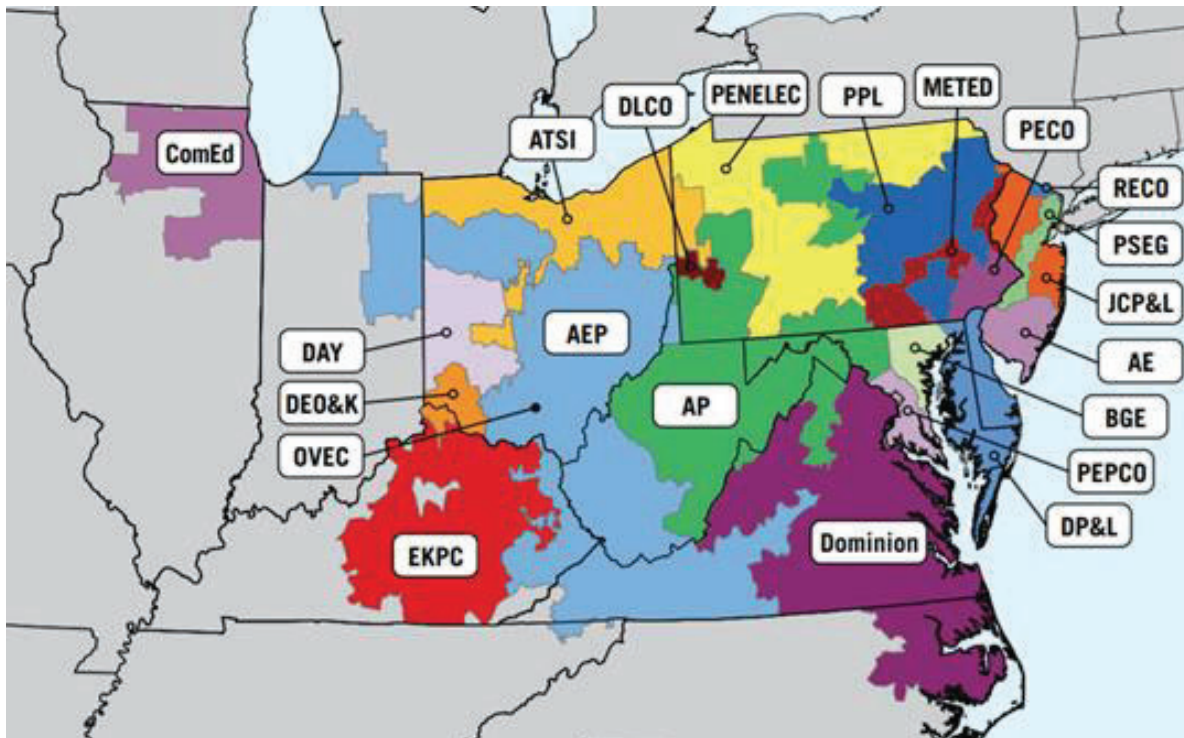 DLCO
PENELEC
PPL
METED
ATSI
PECO
ComEd
RECO
PSEG
JCP&L
DAY
AEP
AE
DEO&K
AP
BGE
OVEC
PEPCO
DP&L
EKPC
Dominion